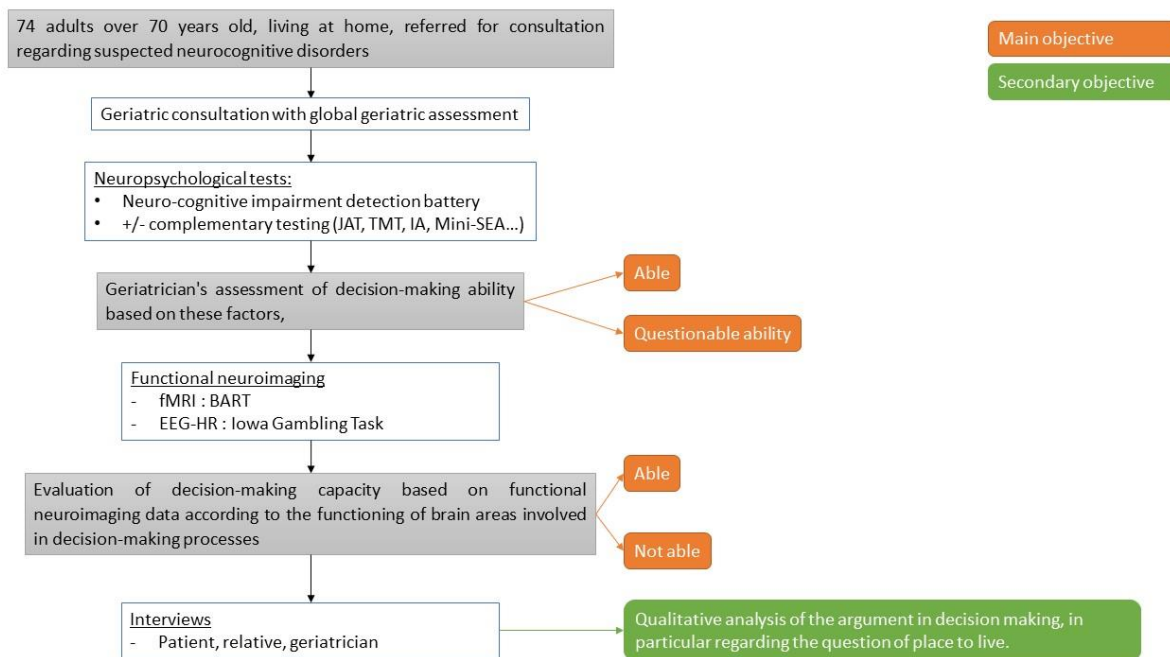 74 adults over 70 years old, living at home, referred for consultation
regarding suspected neurocognitive disorders
Main objective
Secondary objective
Geriatric consultation with global geriatric assessment
Neuropsychological tests:
• Neuro-cognitive impairment detection battery
• +/- complementary testing (JAT, TMT, IA, Mini-SEA...)
Geriatrician's assessment of decision-making ability
based on these factors,
Able
Questionable ability
Functional neuroimaging
- fMRI : BART
- EEG-HR : Iowa Gambling Task
Evaluation of decision-making capacity based on functional
neuroimaging data according to the functioning of brain areas involved
in decision-making processes
Able
Not able
Interviews
- Patient, relative, geriatrician
Qualitative analysis of the argument in decision making, in
particular regarding the question of place to live.